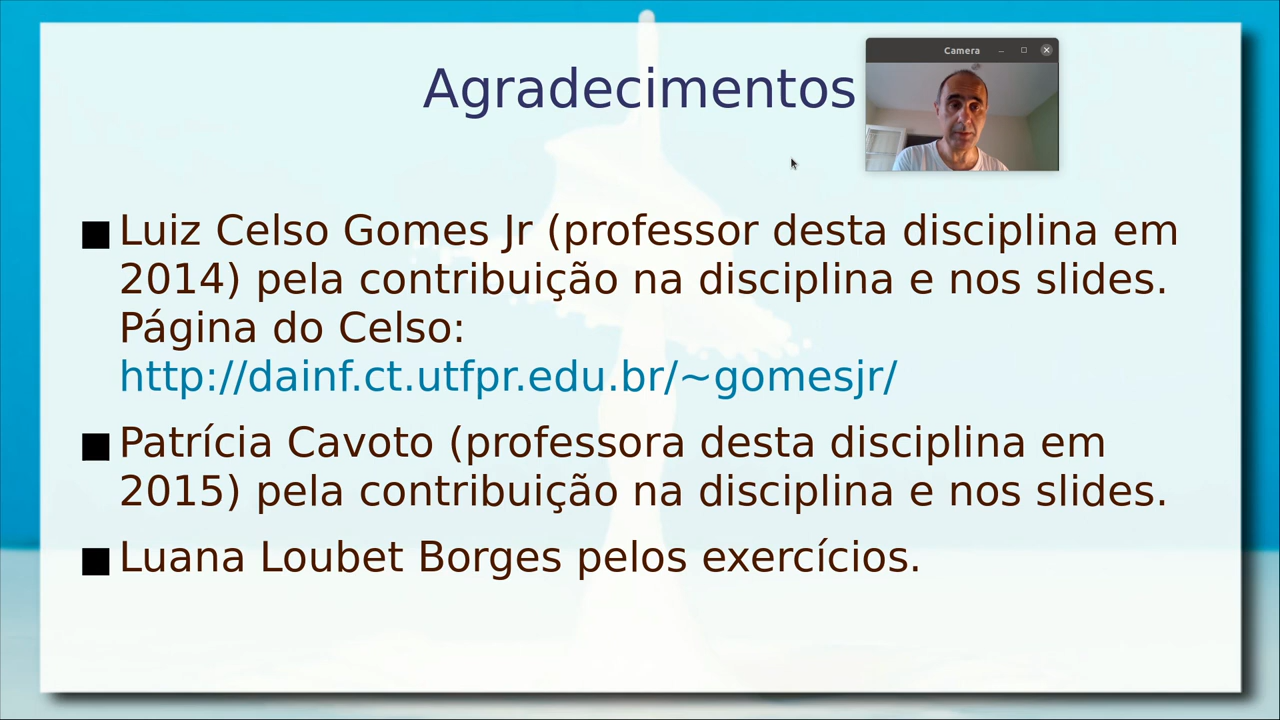 Camera
Agradecimentos
Luiz Celso Gomes Jr (professor desta disciplina em
2014) pela contribuição na disciplina e nos slides.
Página do Celso:
http://dainf.ct.utfpr.edu.br/~gomesjr/
Patrícia Cavoto (professora desta disciplina em
2015) pela contribuição na disciplina e nos slides.
Luana Loubet Borges pelos exercícios.